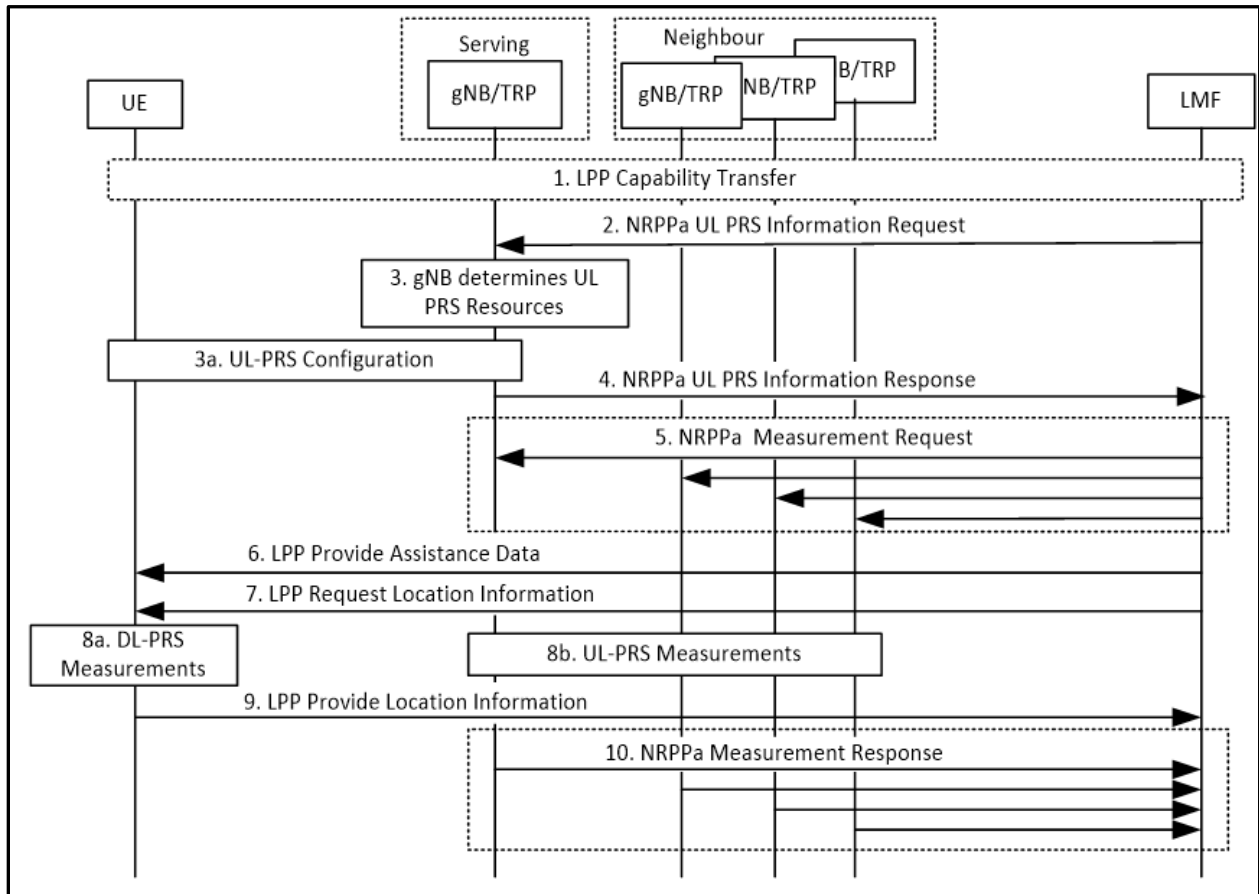 Serving
Neighbour
UE
gNB/TRP
gNB/TRP
NB/TRP
B/TRP
LMF
1. LPP Capability Transfer
2. NRPPa UL PRS Information Request
3. gNB determines UL
PRS Resources
3a. UL-PRS Configuration
4. NRPPa UL PRS Information Response
5. NRPPa Measurement Request
6. LPP Provide Assistance Data
7. LPP Request Location Information
8a. DL-PRS
Measurements
8b. UL-PRS Measurements
9. LPP Provide Location Information
10. NRPPa Measurement Response